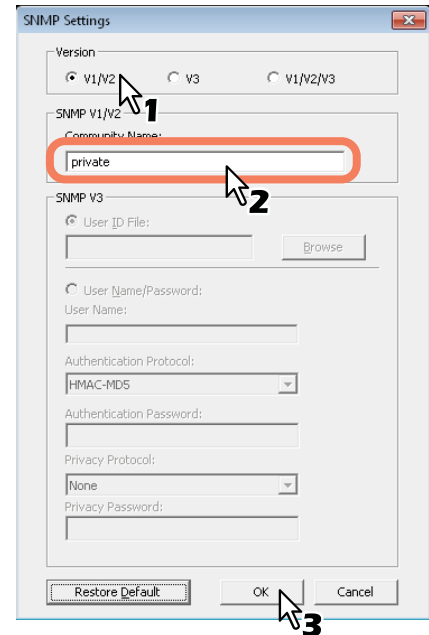 SNMP Settings
Version
V1/V2 V3 V1/V2/V3
1
SNMP V1/V2
Community Name:
private
2
SNMP V3
User ID File:
Browse
User Name/Password:
User Name:
Authentication Protocol:
HMAC-MD5
Authentication Password:
Privacy Protocol:
None
Privacy Password:
Restore Default OK Cancel
3